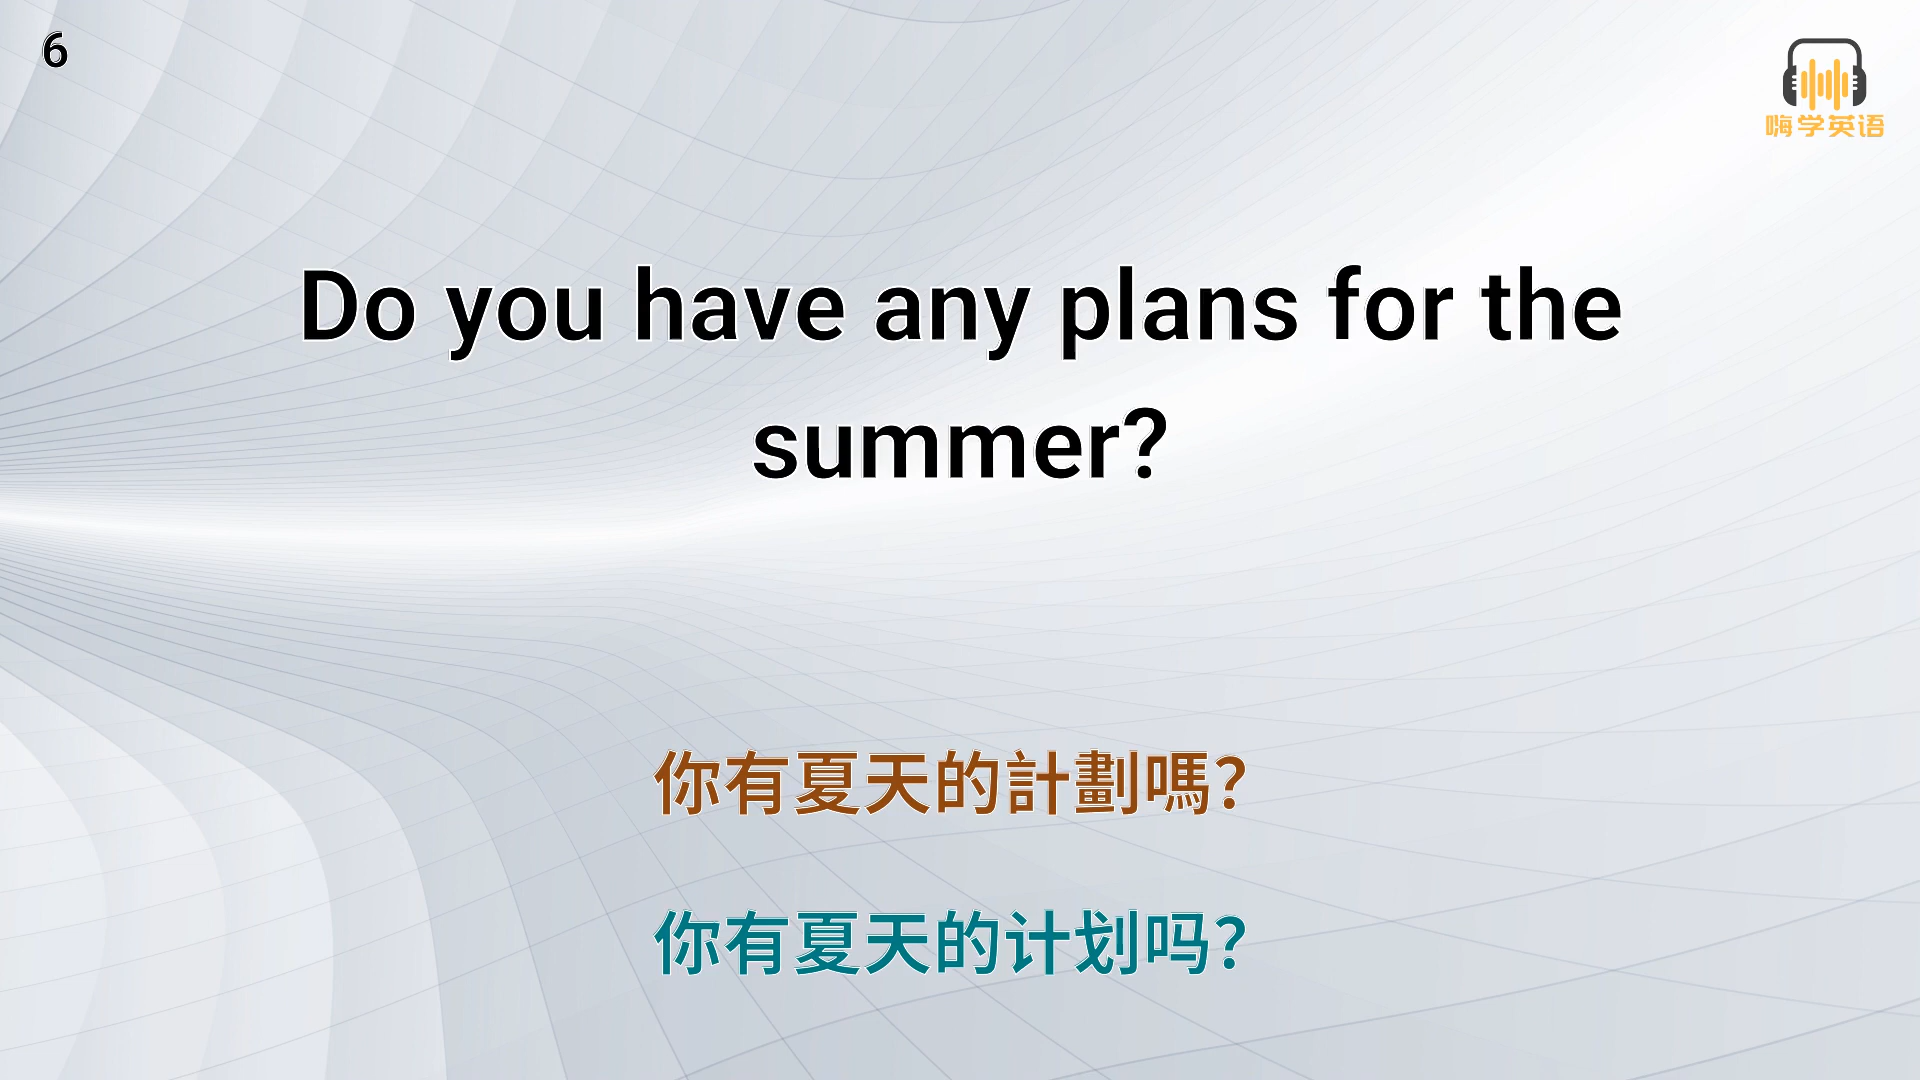 6
嗨学英语
Do you have any plans for the
summer?
你有夏天的計劃嗎?
你有夏天的计划吗?